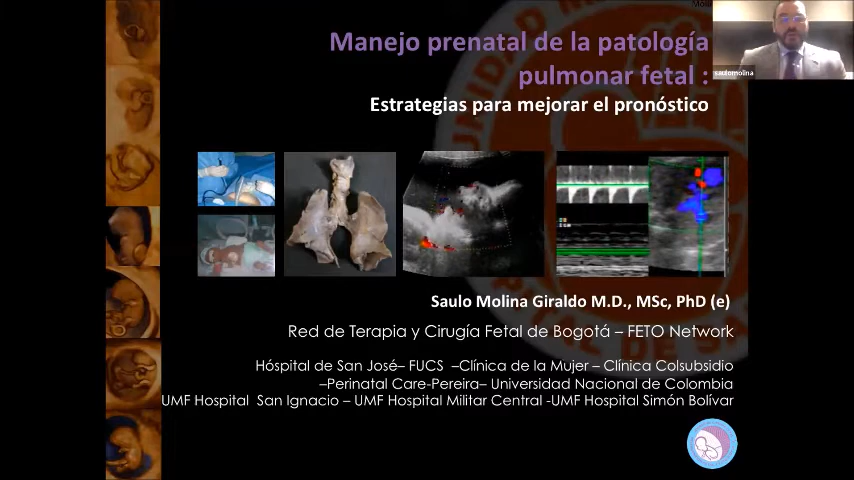 Manejo prenatal de la patología
pulmonar fetal :
Estrategias para mejorar el pronóstico
saulomolina
Saulo Molina Giraldo M.D., MSc, PhD (e)
Red de Terapia y Cirugía Fetal de Bogotá – FETO Network
Hóspital de San José– FUCS –Clínica de la Mujer – Clínica Colsubsidio
–Perinatal Care-Pereira– Universidad Nacional de Colombia
UMF Hospital San Ignacio – UMF Hospital Militar Central -UMF Hospital Simón Bolívar